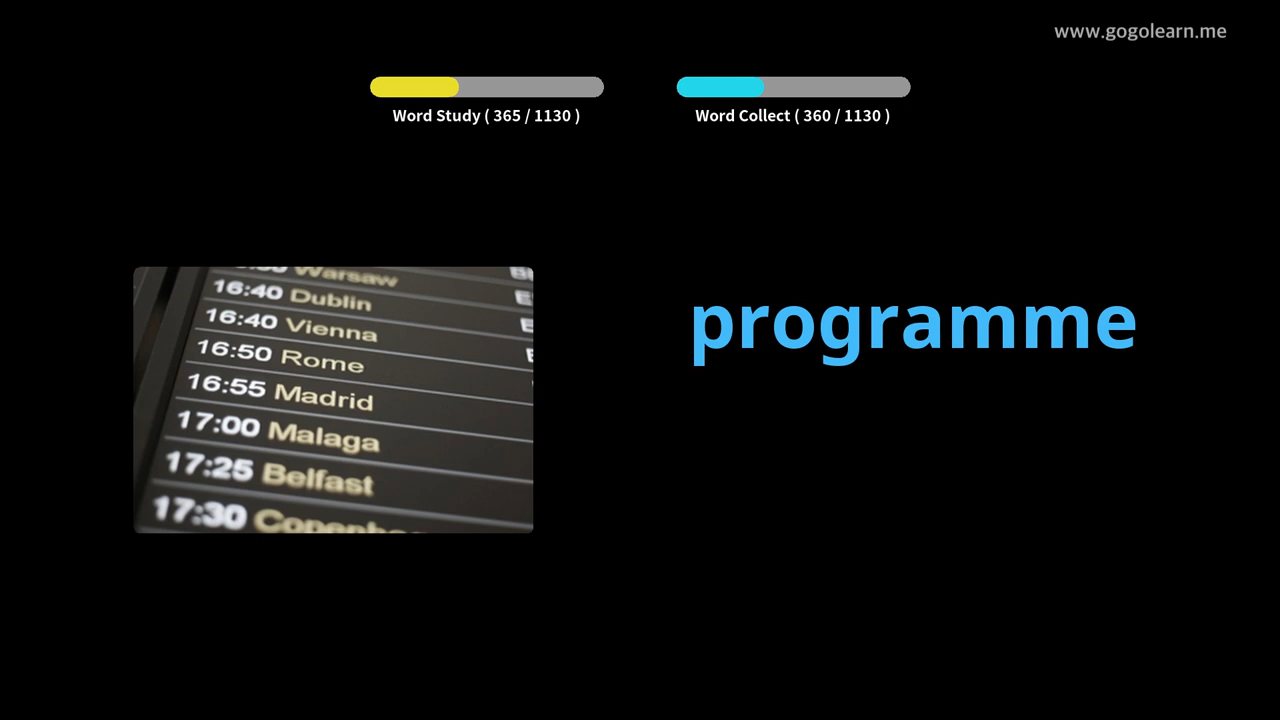 www.gogolearn.me
Word Study ( 365 / 1130 )
Word Collect ( 360 / 1130 )
Warsaw
16:40 Dublin
16:40 Vienna
16:50 Rome
16:55 Madrid
17:00 Malaga
17:25 Belfast
17:30
programme